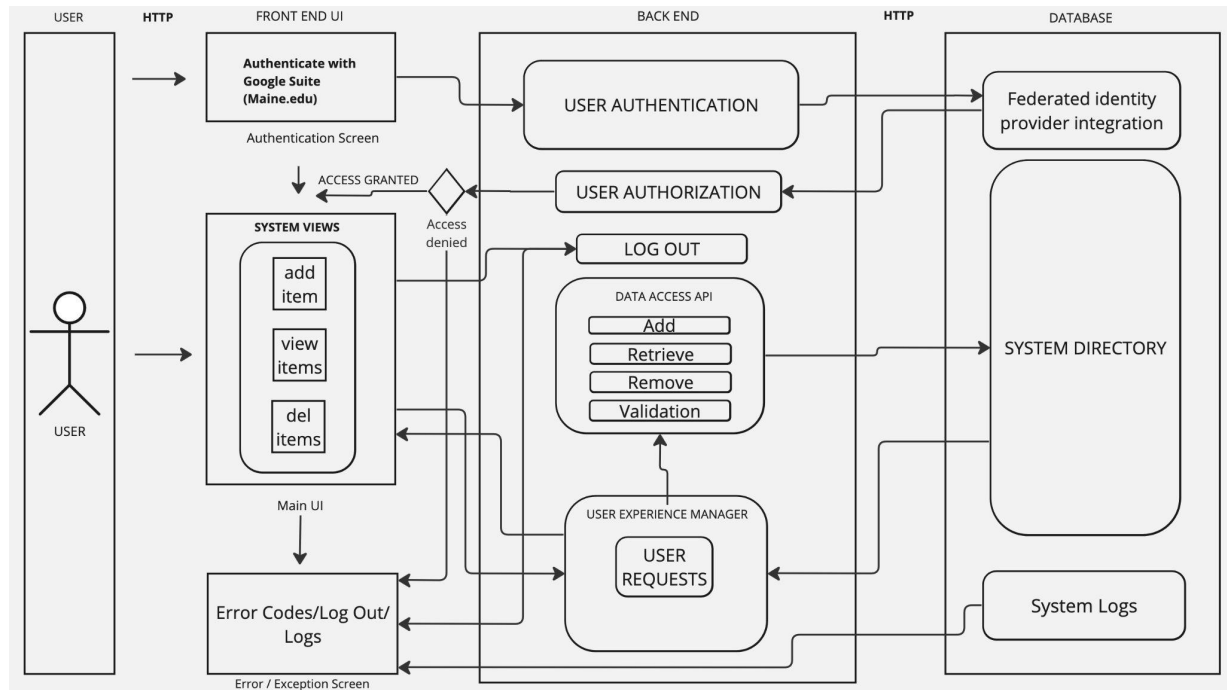 USER
HTTP
FRONT END UI
BACK END
HTTP
DATABASE
Authenticate with
Google Suite
(Maine.edu)
Authentication Screen
USER AUTHENTICATION
Federated identity
provider integration
ACCESS GRANTED
Access
denied
USER AUTHORIZATION
SYSTEM VIEWS
add
item
view
items
del
items
Main UI
LOG OUT
DATA ACCESS API
Add
Retrieve
Remove
Validation
SYSTEM DIRECTORY
USER
USER EXPERIENCE MANAGER
USER
REQUESTS
Error Codes/Log Out/
Logs
Error / Exception Screen
System Logs